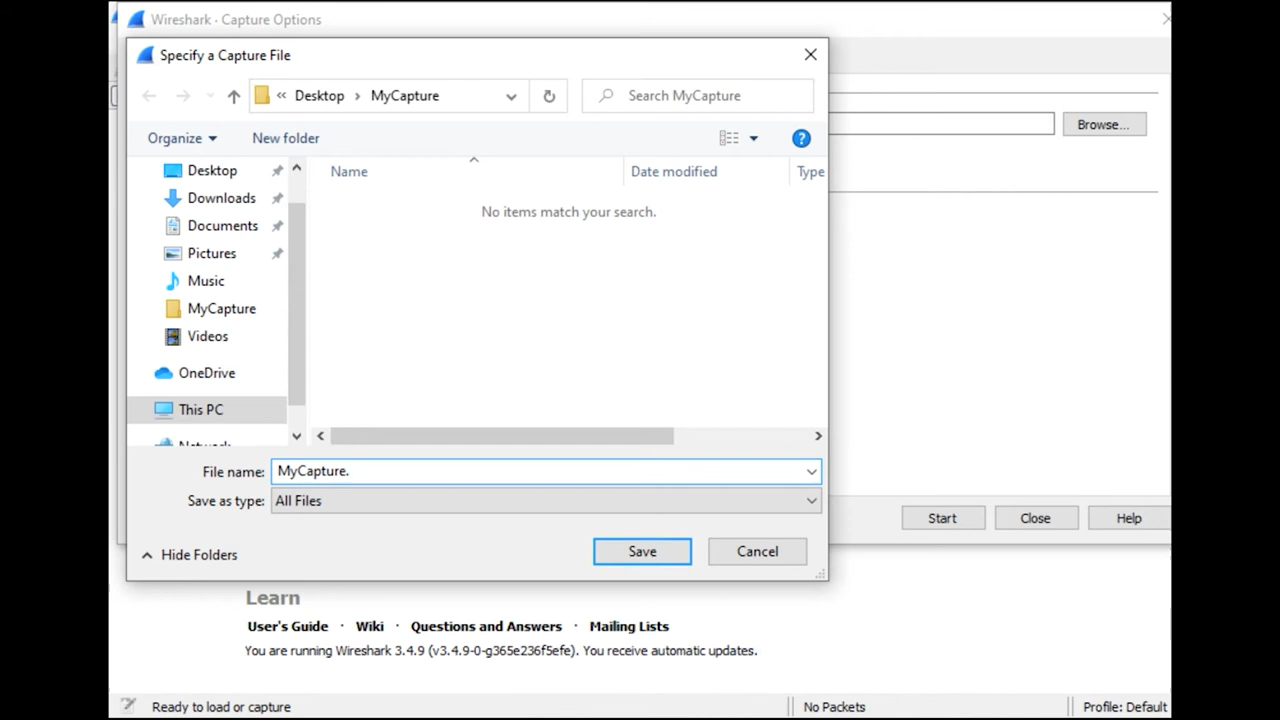 Wireshark · Capture Options
Specify a Capture File
« Desktop › MyCapture
Search MyCapture
Browse...
Organize
New folder
Name
Date modified
Type
No items match your search.
Desktop
Downloads
Documents
Pictures
Music
MyCapture
Videos
OneDrive
This PC
Network
File name: MyCapture.
Save as type: All Files
Start
Close
Help
Hide Folders
Save
Cancel
Learn
User's Guide · Wiki · Questions and Answers · Mailing Lists
You are running Wireshark 3.4.9 (v3.4.9-0-g365e236f5efe). You receive automatic updates.
Ready to load or capture
No Packets
Profile: Default